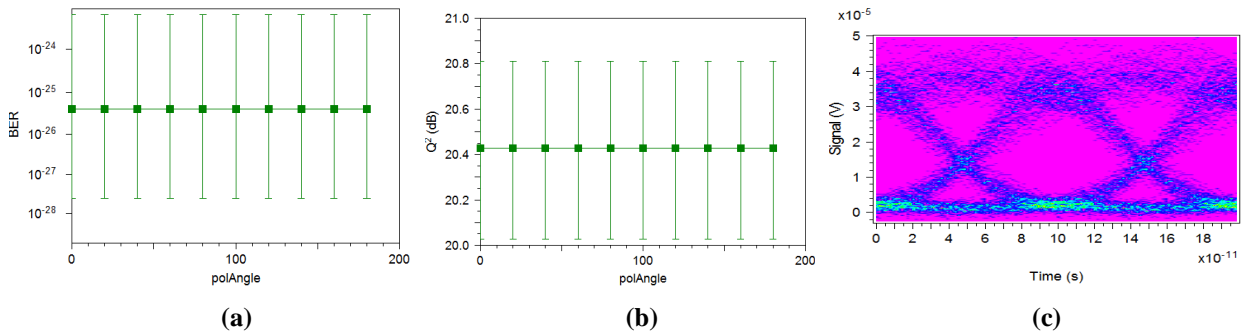 10^-24
10^-25
10^-26
10^-27
10^-28
BER
0 100 200
polAngle
(a)
21.0
20.8
20.6
20.4
20.2
20.0
Q^2 (dB)
0 100 200
polAngle
(b)
x10^-5
5
4
3
2
1
0
Signal (V)
0 2 4 6 8 10 12 14 16 18
x10^-11
Time (s)
(c)